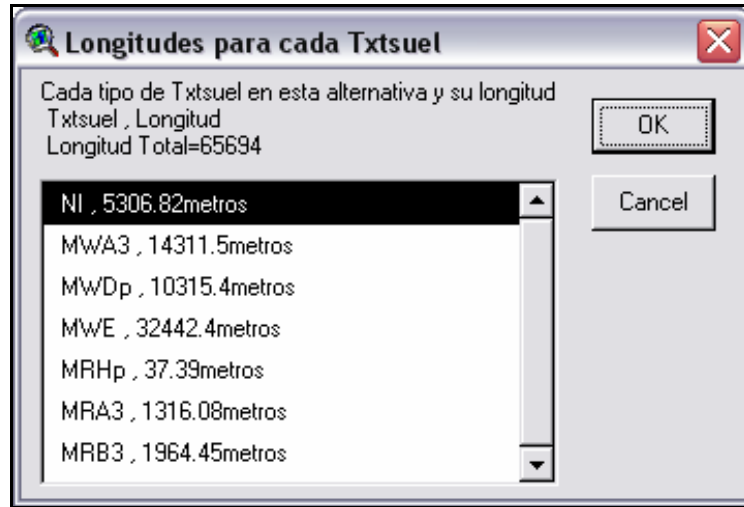 Longitudes para cada Txtsuel
Cada tipo de Txtsuel en esta alternativa y su longitud
Txtsuel , Longitud
Longitud Total=65694
OK
Cancel
NI , 5306.82metros
MWA3 , 14311.5metros
MWDp , 10315.4metros
MWE , 32442.4metros
MRHp , 37.39metros
MRA3 , 1316.08metros
MRB3 , 1964.45metros